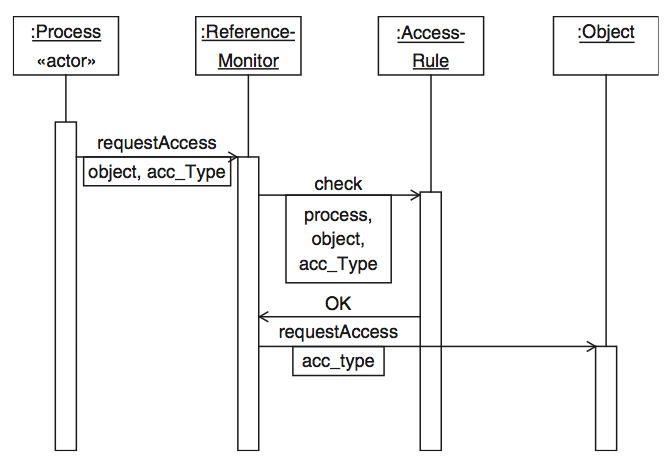 :Process
«actor»
:Reference-
Monitor
:Access-
Rule
:Object
requestAccess
object, acc_Type
check
process,
object,
acc_Type
OK
requestAccess
acc_type